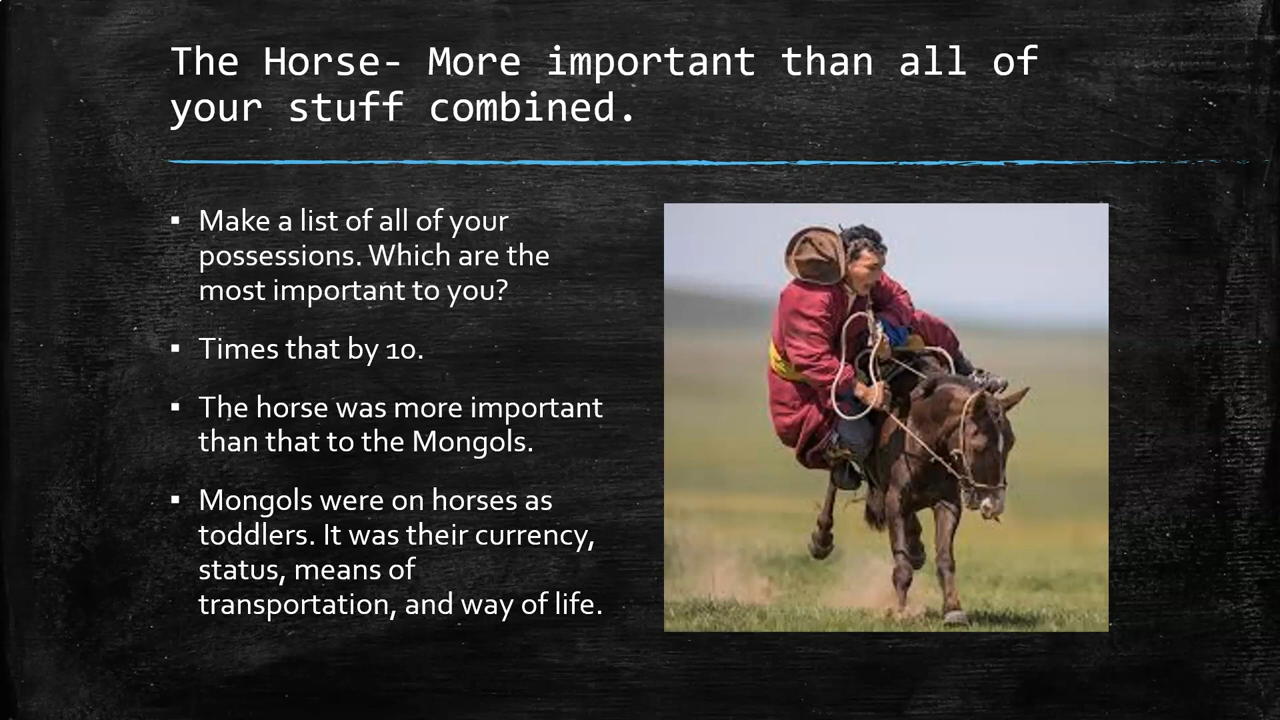 The Horse- More important than all of
your stuff combined.
▪ Make a list of all of your
possessions. Which are the
most important to you?
▪ Times that by 10.
▪ The horse was more important
than that to the Mongols.
▪ Mongols were on horses as
toddlers. It was their currency,
status, means of
transportation, and way of life.